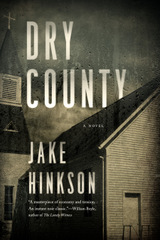 DRY
COUNTY
A NOVEL
JAKE
HINKSON
"A masterpiece of economy and tension.
An instant noir classic." —William Boyle,
author of The Lonely Witness